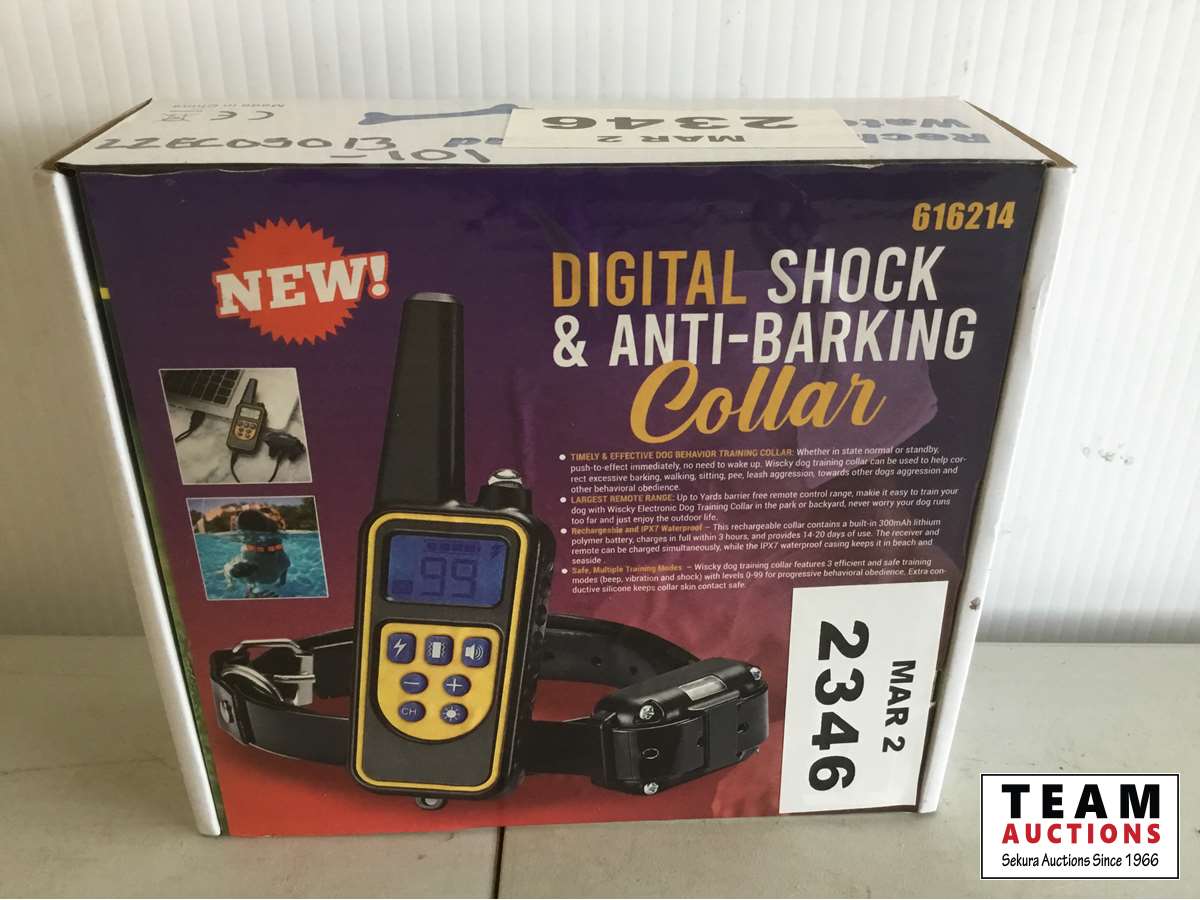 Made in China
CE
MAR 2
2346
101-
616214
NEW!
DIGITAL SHOCK
& ANTI-BARKING
Collar
• TIMELY & EFFECTIVE DOG BEHAVIOR TRAINING COLLAR: Whether in state normal or standby,
push-to-effect immediately, no need to wake up. Wiscky dog training collar can be used to help cor-
rect excessive barking, walking, sitting, pee, leash aggression, towards other dogs aggression and
other behavioral obedience.
• LARGEST REMOTE RANGE: Up to Yards barrier free remote control range, makie it easy to train your
dog with Wiscky Electronic Dog Training Collar in the park or backyard, never worry your dog runs
too far and just enjoy the outdoor life.
• Rechargeable and IPX7 Waterproof – This rechargeable collar contains a built-in 300mAh lithium
polymer battery, charges in full within 3 hours, and provides 14-20 days of use. The receiver and
remote can be charged simultaneously, while the IPX7 waterproof casing keeps it in beach and
seaside .
• Safe, Multiple Training Modes – Wiscky dog training collar features 3 efficient and safe training
modes (beep, vibration and shock) with levels 0-99 for progressive behavioral obedience. Extra con-
ductive silicone keeps collar skin contact safe.
99
− +
CH
MAR 2
2346
TEAM
AUCTIONS
Sekura Auctions Since 1966